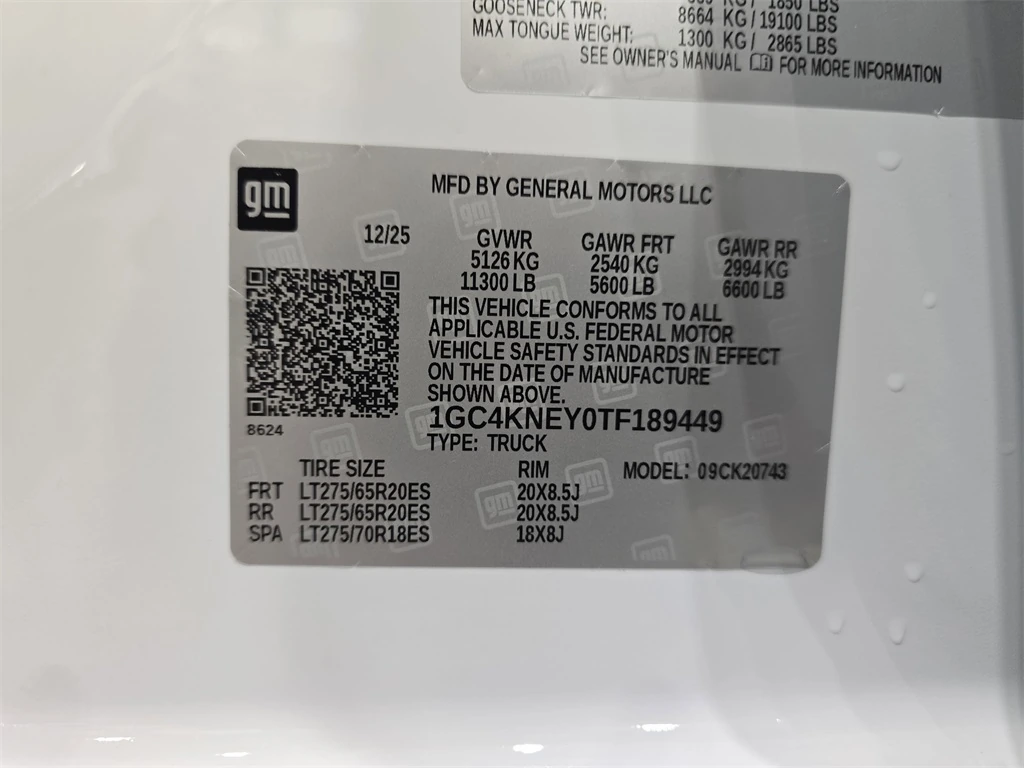 1850 LBS
GOOSENECK TWR: 8664 KG/19100 LBS
MAX TONGUE WEIGHT: 1300 KG/ 2865 LBS
SEE OWNER'S MANUAL FOR MORE INFORMATION
gm
MFD BY GENERAL MOTORS LLC
12/25 GVWR GAWR FRT GAWR RR
5126 KG 2540 KG 2994 KG
11300 LB 5600 LB 6600 LB
THIS VEHICLE CONFORMS TO ALL
APPLICABLE U.S. FEDERAL MOTOR
VEHICLE SAFETY STANDARDS IN EFFECT
ON THE DATE OF MANUFACTURE
SHOWN ABOVE.
1GC4KNEY0TF189449
8624
TYPE: TRUCK
TIRE SIZE RIM MODEL: 09CK20743
FRT LT275/65R20ES 20X8.5J
RR LT275/65R20ES 20X8.5J
SPA LT275/70R18ES 18X8J